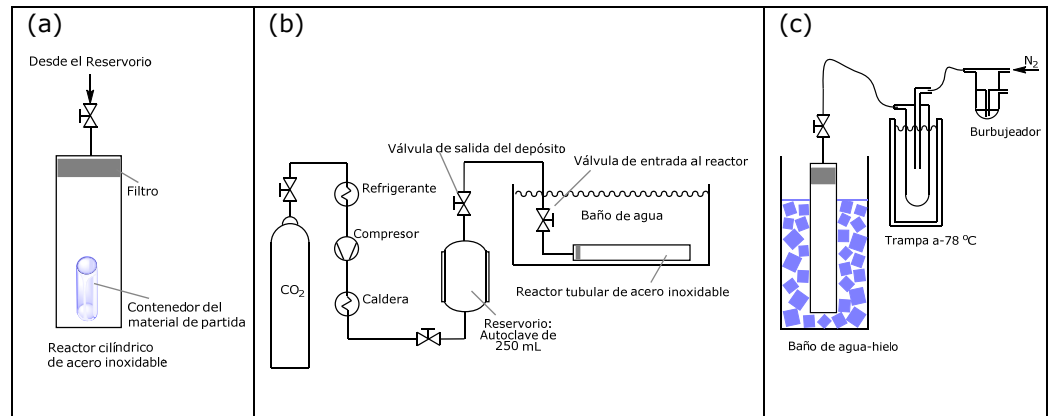 (a)
Desde el Reservorio
Filtro
Contenedor del
material de partida
Reactor cilíndrico
de acero inoxidable
(b)
Válvula de salida del depósito
Válvula de entrada al reactor
Refrigerante
Baño de agua
Compresor
CO2
Caldera
Reactor tubular de acero inoxidable
Reservorio:
Autoclave de
250 mL
(c)
N2
Burbujeador
Trampa a-78 ºC
Baño de agua-hielo